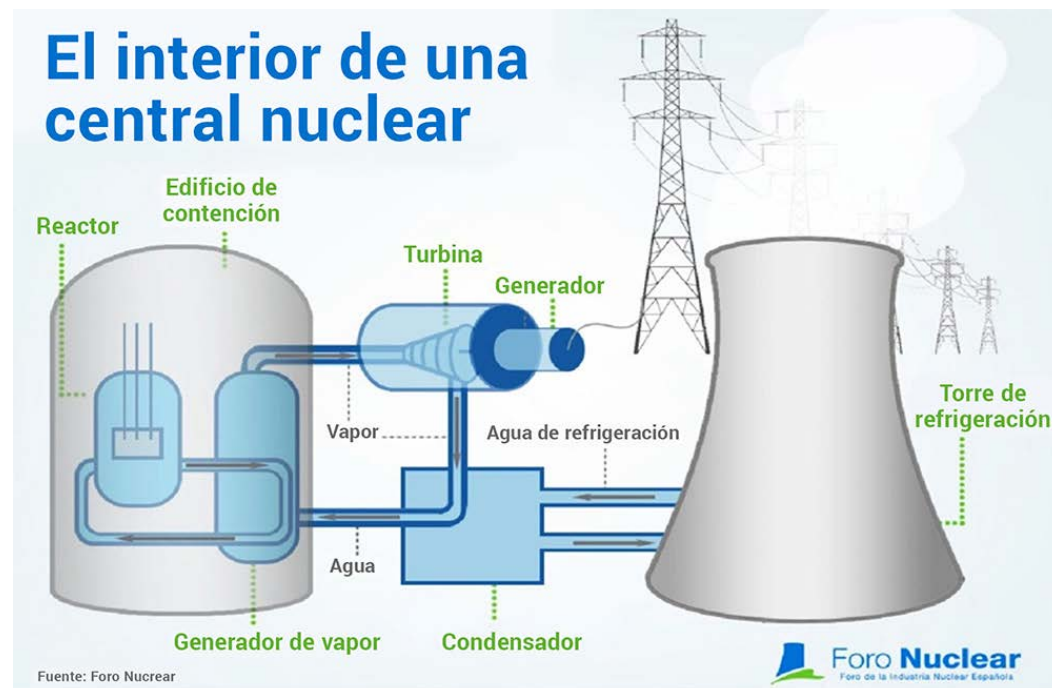 El interior de una
central nuclear
Edificio de
contención
Reactor
Turbina
Generador
Vapor
Agua de refrigeración
Torre de
refrigeración
Agua
Generador de vapor
Condensador
Fuente: Foro Nucrear
Foro Nuclear
Foro de la Industria Nuclear Española